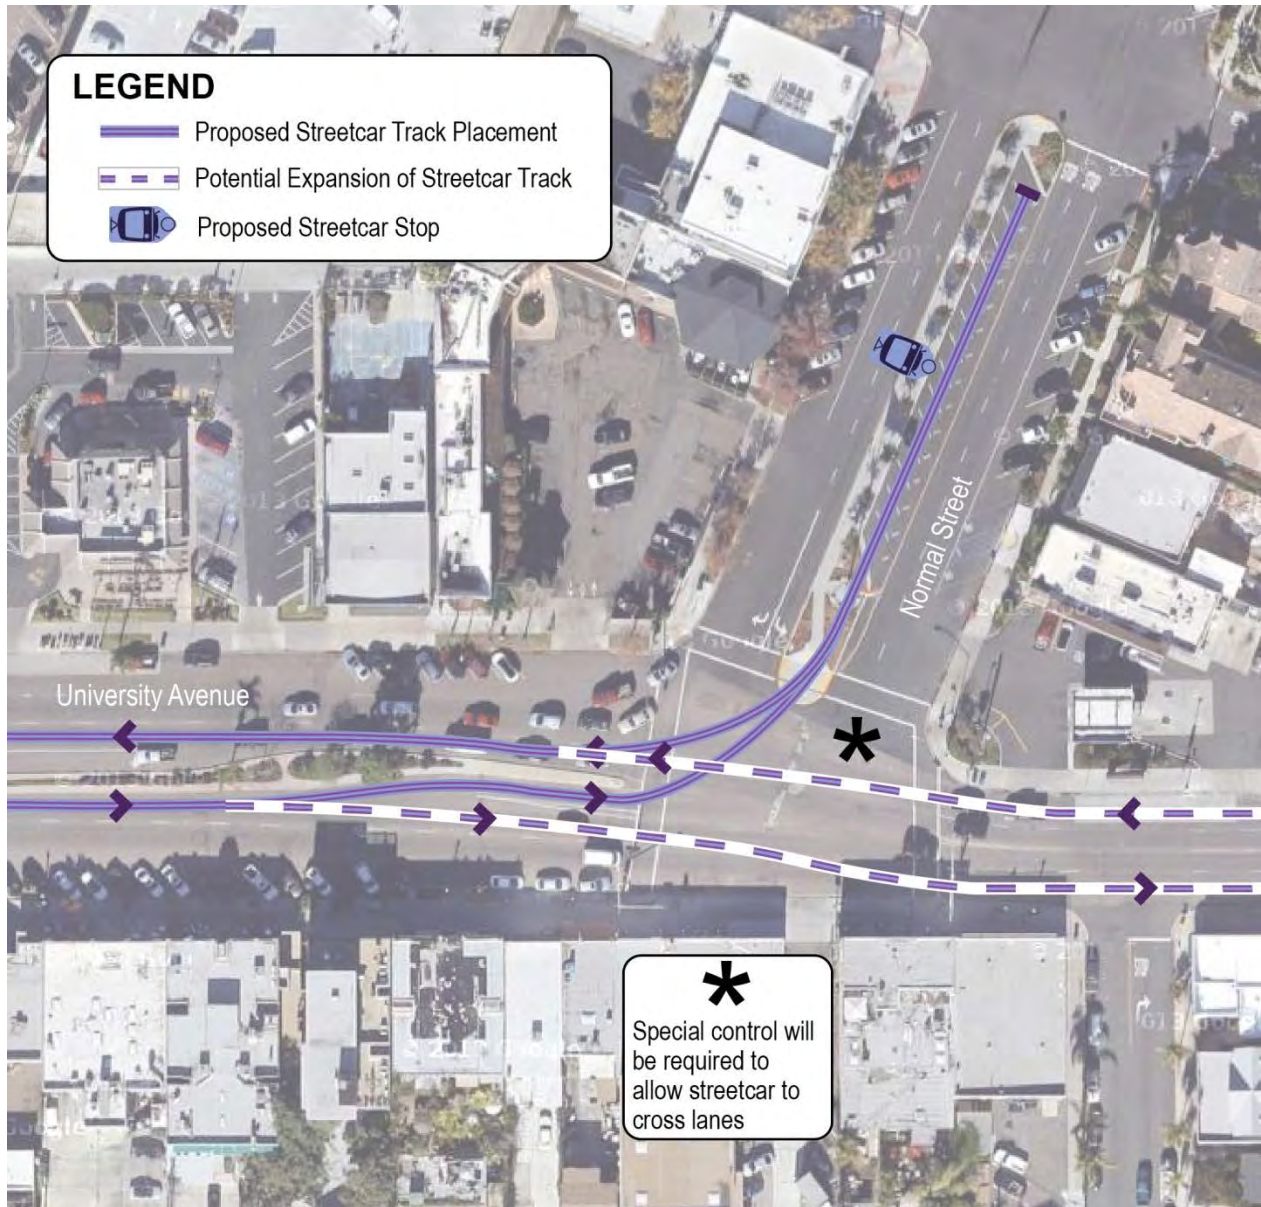 LEGEND
Proposed Streetcar Track Placement
Potential Expansion of Streetcar Track
Proposed Streetcar Stop
Normal Street
University Avenue
*
*
Special control will
be required to
allow streetcar to
cross lanes